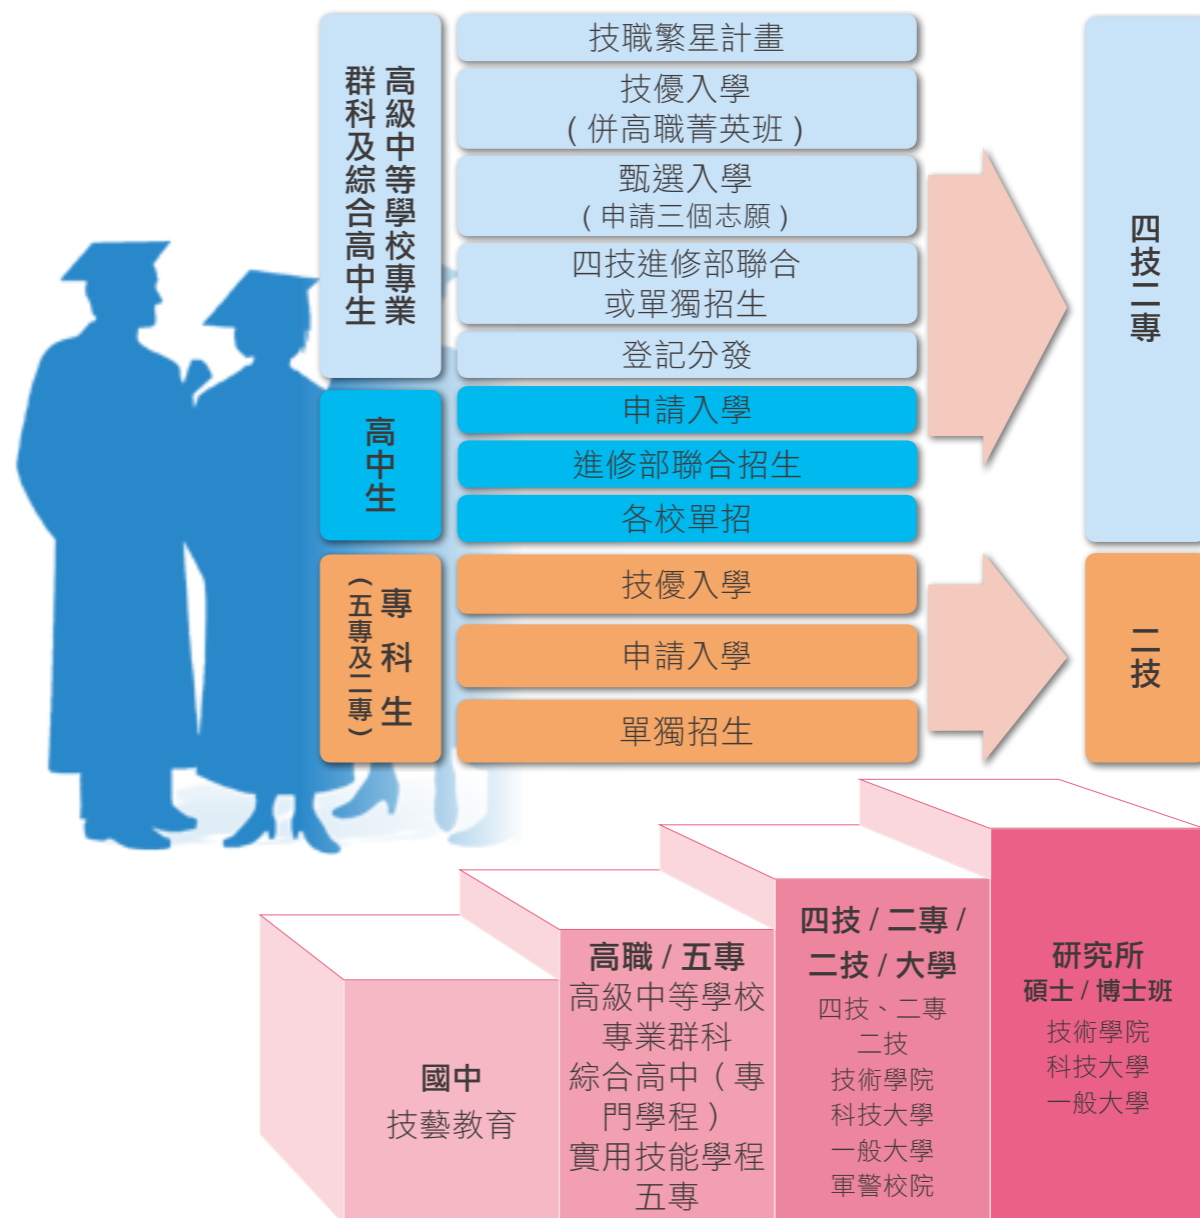 高級中等學校專業
群科及綜合高中生
技職繁星計畫
技優入學
(併高職菁英班)
甄選入學
(申請三個志願)
四技進修部聯合
或單獨招生
登記分發
四技二專
高中生
申請入學
進修部聯合招生
各校單招
專科生
(五專及二專)
技優入學
申請入學
單獨招生
二技
國中
技藝教育
高職 / 五專
高級中等學校
專業群科
綜合高中(專
門學程)
實用技能學程
五專
四技 / 二專 /
二技 / 大學
四技、二專
二技
技術學院
科技大學
一般大學
軍警校院
研究所
碩士 / 博士班
技術學院
科技大學
一般大學